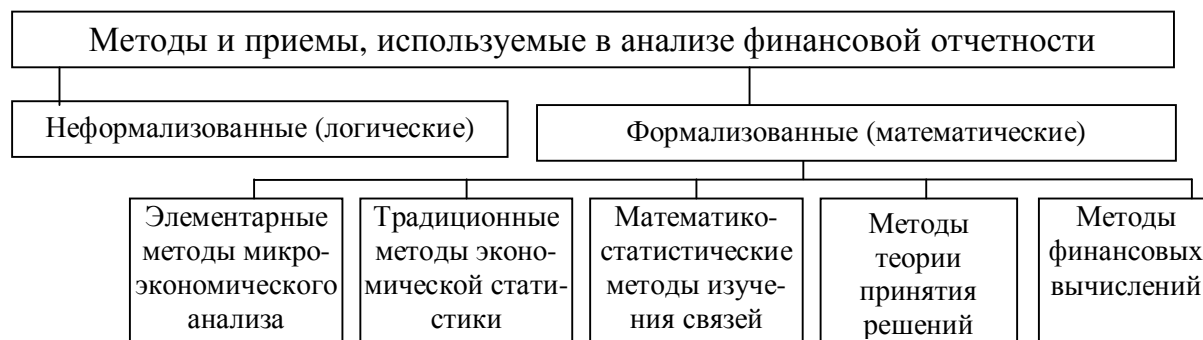 Методы и приемы, используемые в анализе финансовой отчетности
Неформализованные (логические)
Формализованные (математические)
Элементарные
методы микро-
экономического
анализа
Традиционные
методы эконо-
мической стати-
стики
Математико-
статистические
методы изуче-
ния связей
Методы
теории
принятия
решений
Методы
финансовых
вычислений